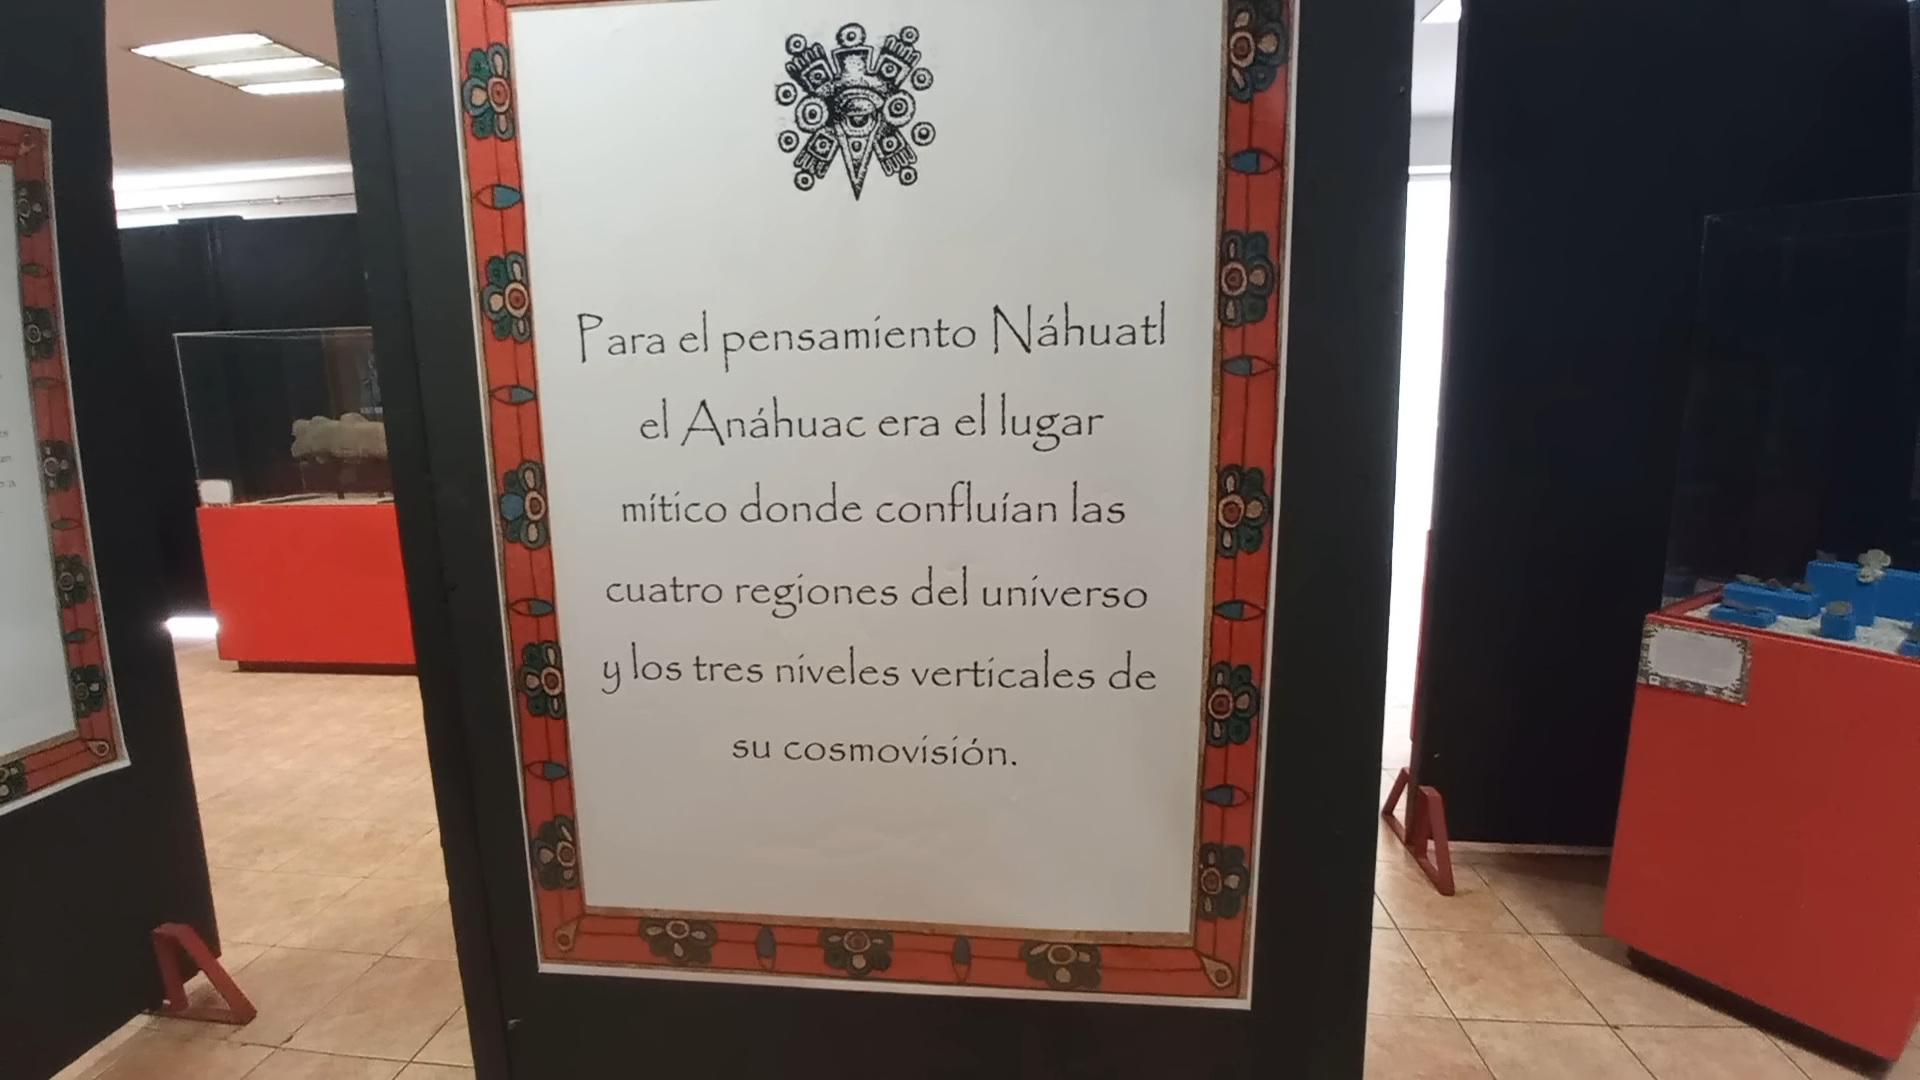 Para el pensamiento Náhuatl
el Anáhuac era el lugar
mítico donde confluían las
cuatro regiones del universo
y los tres niveles verticales de
su cosmovisión.